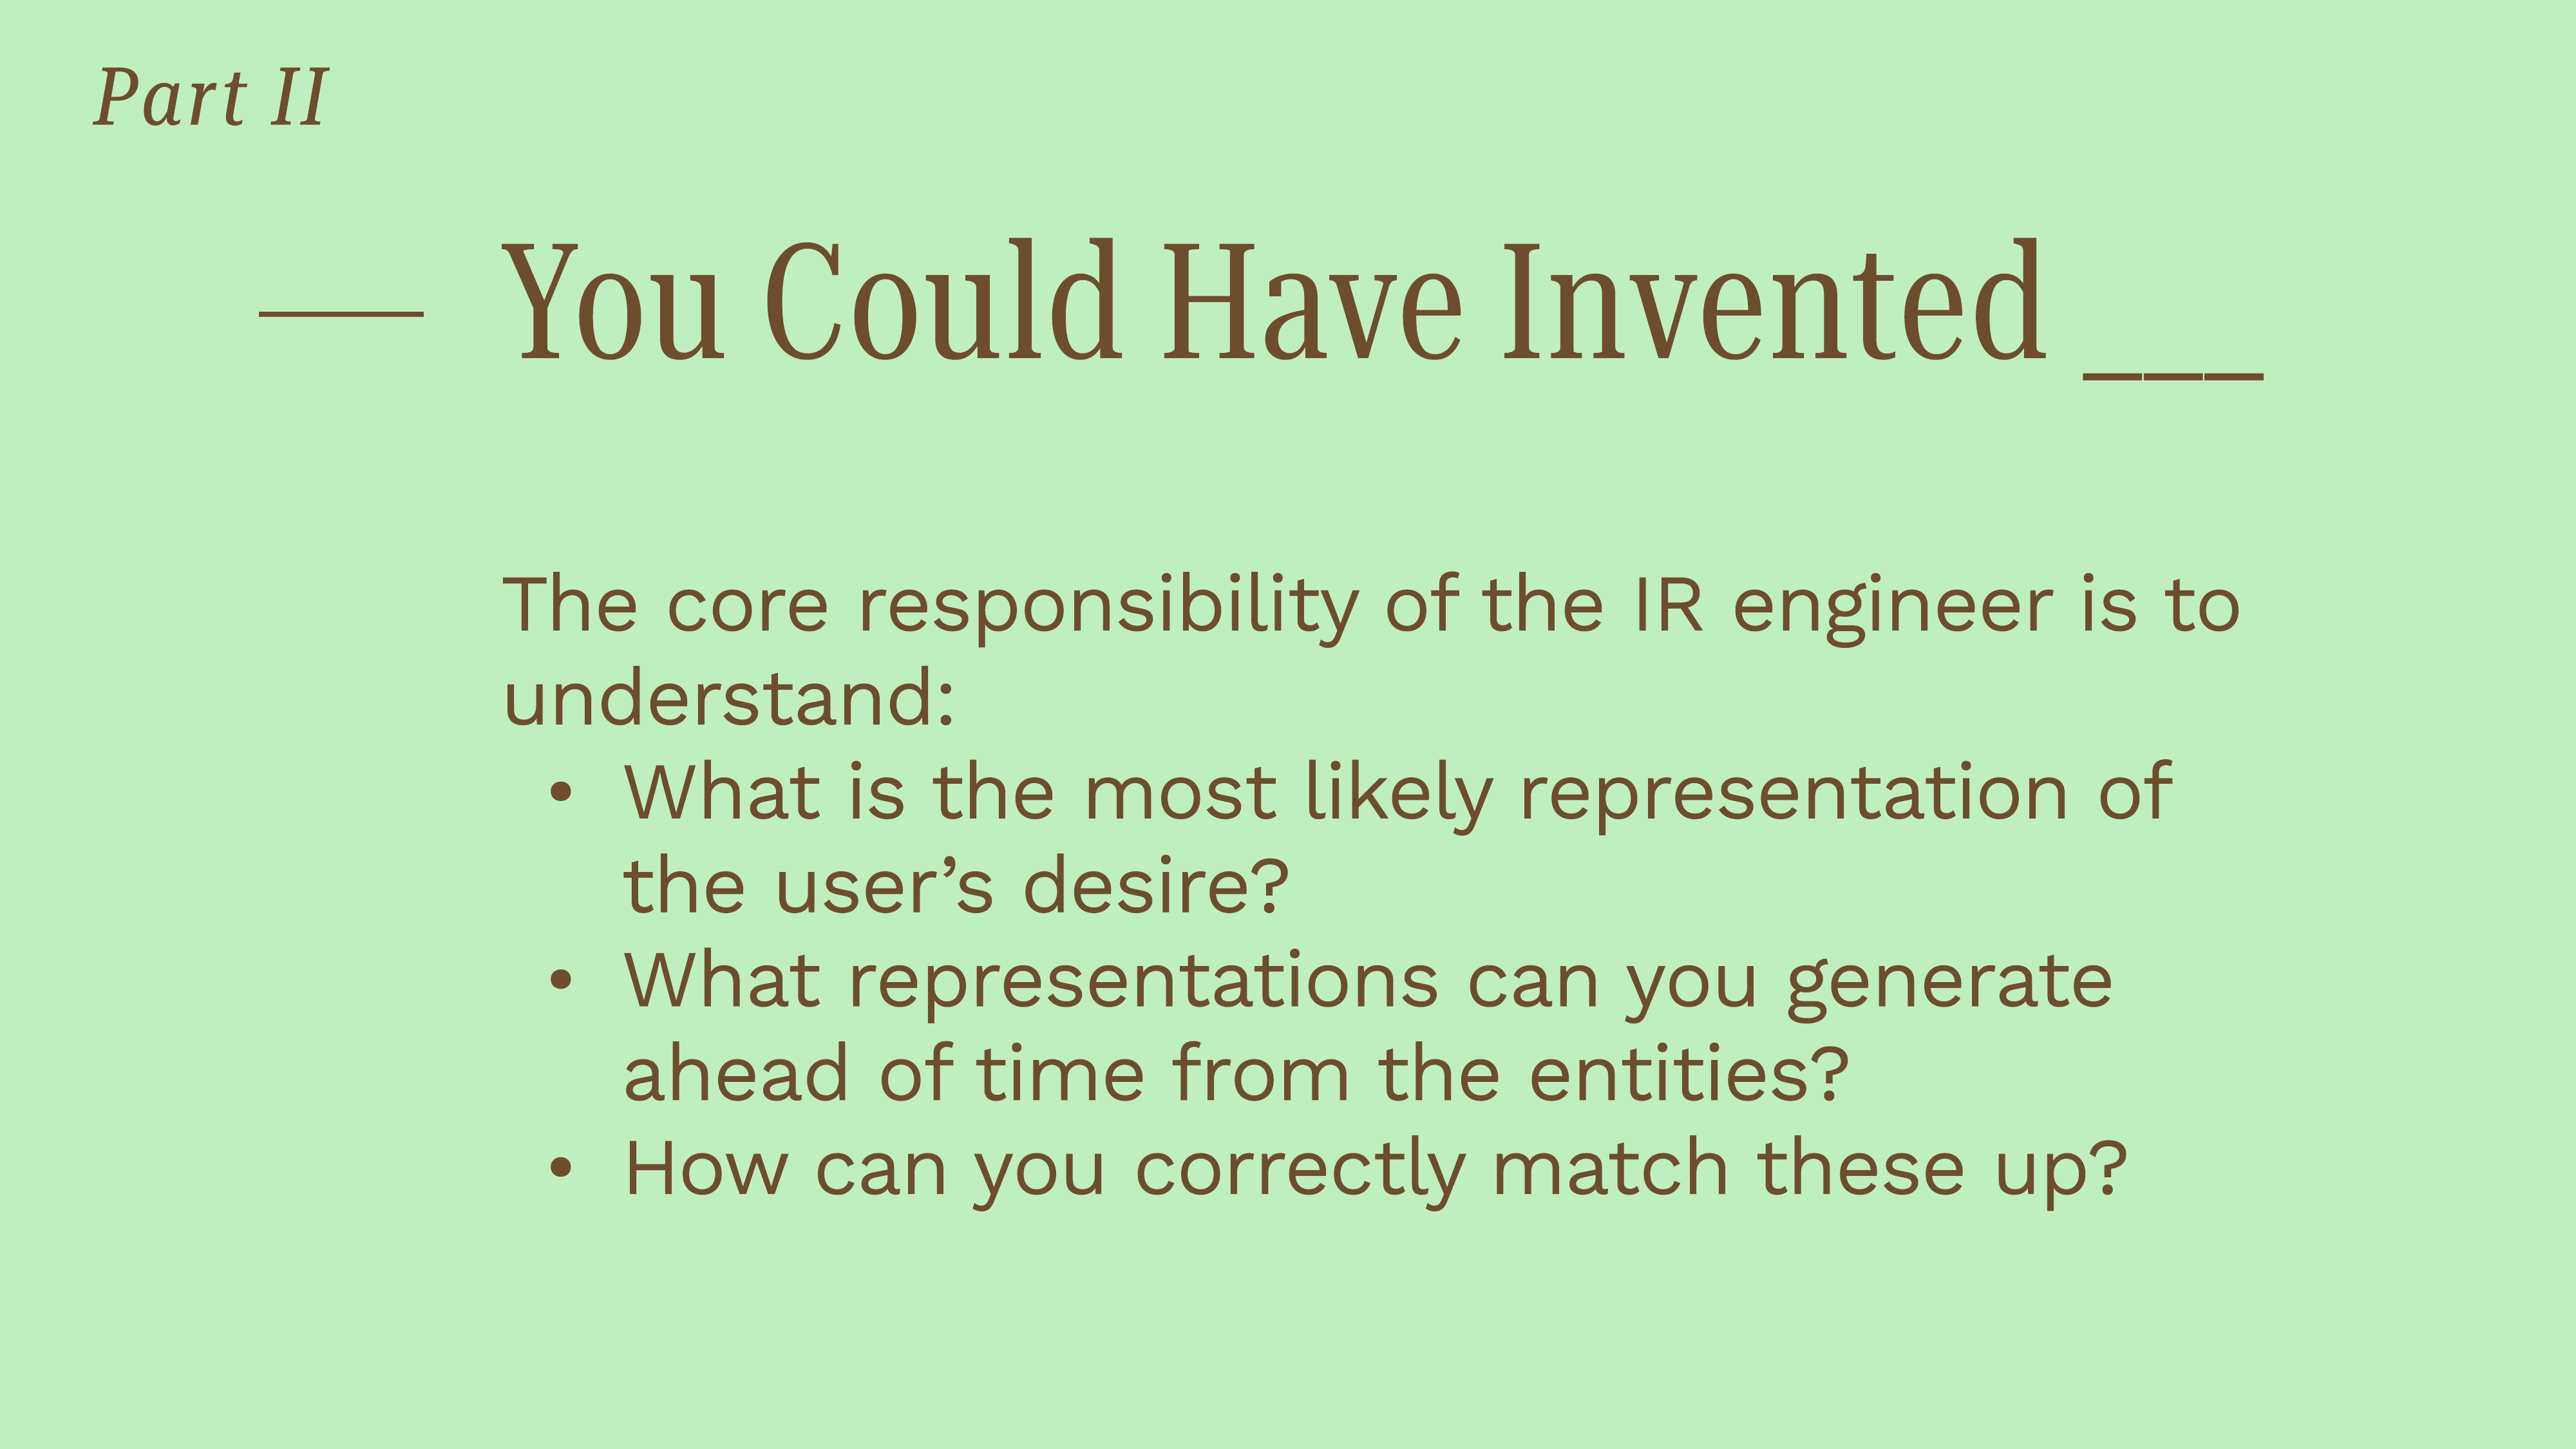 Part II
You Could Have Invented ___
The core responsibility of the IR engineer is to
understand:
• What is the most likely representation of
the user’s desire?
• What representations can you generate
ahead of time from the entities?
• How can you correctly match these up?